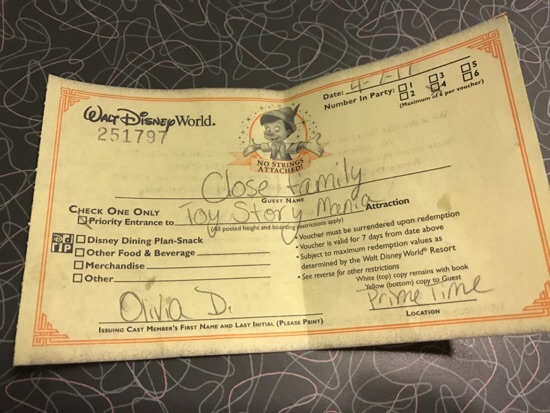 Walt Disney World.
251797
Date: 4-7-17
Number In Party: 1 3 5
2 4 6
(Maximum of 6 per voucher)
NO STRINGS
ATTACHED!
Close Family
GUEST NAME
CHECK ONE ONLY
Priority Entrance to Toy Story Mania Attraction
(All posted height and boarding restrictions apply)
Disney Dining Plan-Snack
Other Food & Beverage
Merchandise
Other
• Voucher must be surrendered upon redemption
• Voucher is valid for 7 days from date above
• Subject to maximum redemption values as
determined by the Walt Disney World® Resort
• See reverse for other restrictions
White (top) copy remains with book
Yellow (bottom) copy to Guest
Olivia D.
ISSUING CAST MEMBER'S FIRST NAME AND LAST INITIAL (PLEASE PRINT)
Prime Time
LOCATION